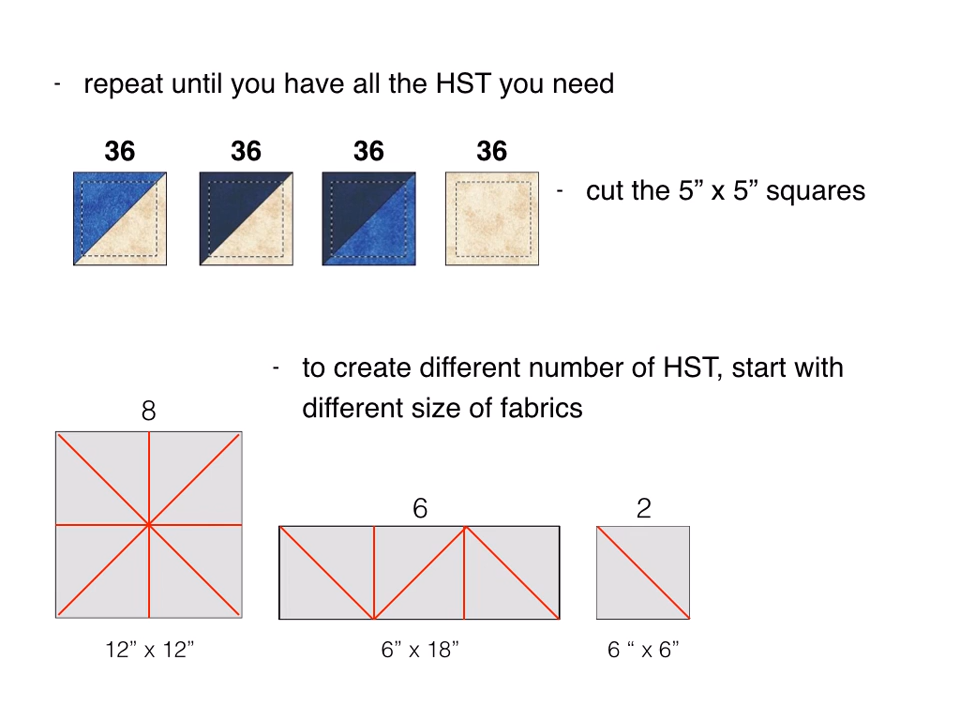 - repeat until you have all the HST you need
36 36 36 36
- cut the 5” x 5” squares
- to create different number of HST, start with
different size of fabrics
8
6 2
12” x 12” 6” x 18” 6 “ x 6”